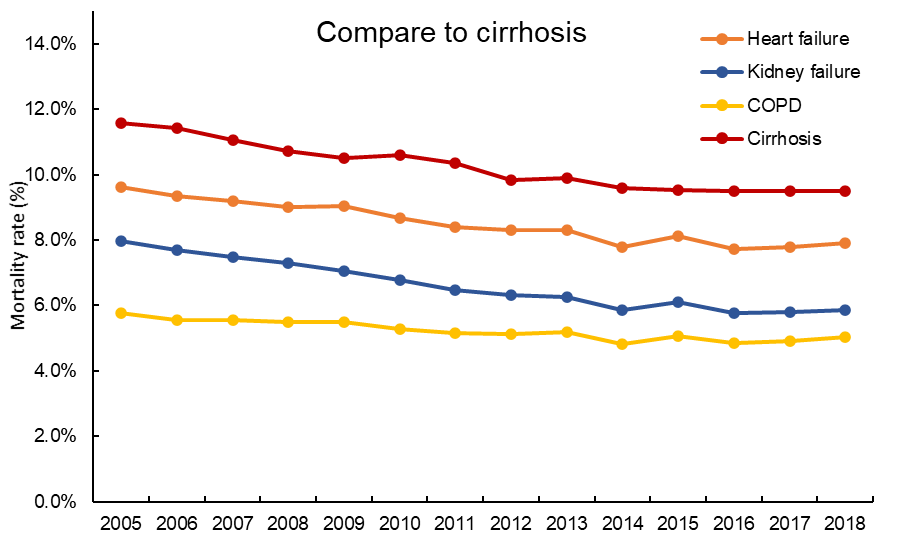 Compare to cirrhosis
Heart failure
Kidney failure
COPD
Cirrhosis
Mortality rate (%)
14.0%
12.0%
10.0%
8.0%
6.0%
4.0%
2.0%
0.0%
2005 2006 2007 2008 2009 2010 2011 2012 2013 2014 2015 2016 2017 2018